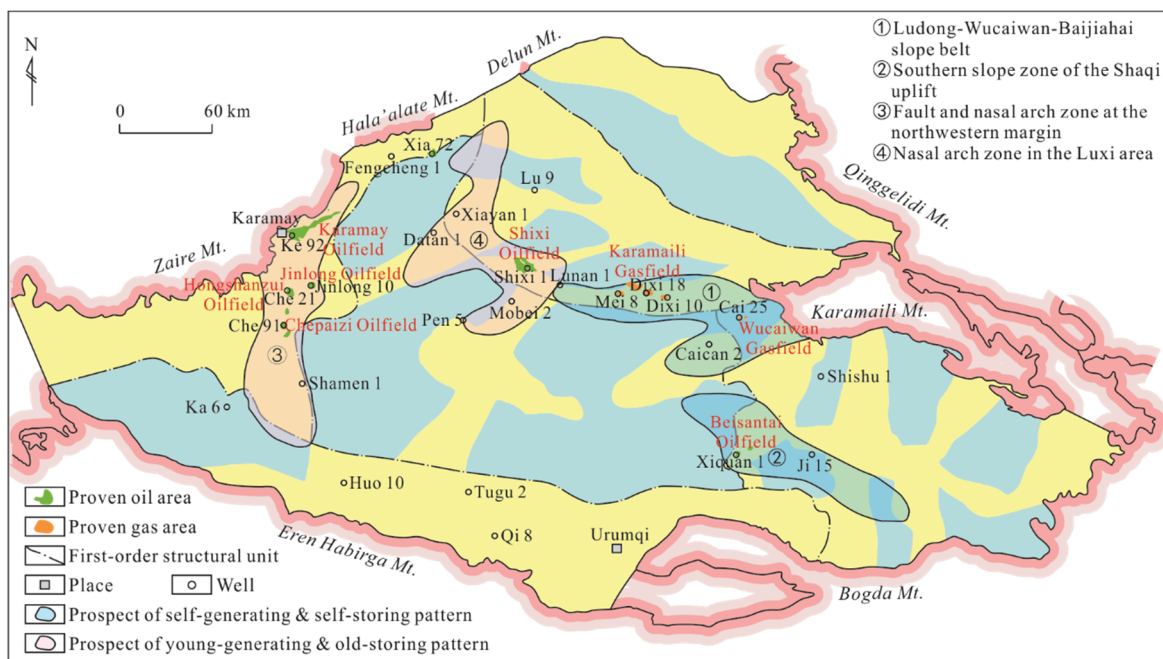 N
0 60 km
Delun Mt.
Hala'alate Mt.
Zaire Mt.
Qinggelidi Mt.
Karamaili Mt.
Bogda Mt.
Eren Habirga Mt.
①Ludong-Wucaiwan-Baijiahai
slope belt
②Southern slope zone of the Shaqi
uplift
③Fault and nasal arch zone at the
northwestern margin
④Nasal arch zone in the Luxi area
Xia 72
Fengcheng 1
Lu 9
Karamay
Ke 92
Karamay
Oilfield
Xiayan 1
Datan 1
④
Shixi
Oilfield
Shixi 1
Lunan 1
Karamaili
Gasfield
Dixi 18
Mei 8
Dixi 10
①
Cai 25
Wucaiwan
Gasfield
Hongshanzui
Oilfield
Jinlong Oilfield
Jinlong 10
Che 21
Che 91
Chepaizi Oilfield
Pen 5
Mobei 2
Caican 2
③
Shamen 1
Shishu 1
Ka 6
Beisantai
Oilfield
Xiquan 1
②
Ji 15
Huo 10
Tugu 2
Qi 8
Urumqi
Proven oil area
Proven gas area
First-order structural unit
Place
Well
Prospect of self-generating & self-storing pattern
Prospect of young-generating & old-storing pattern